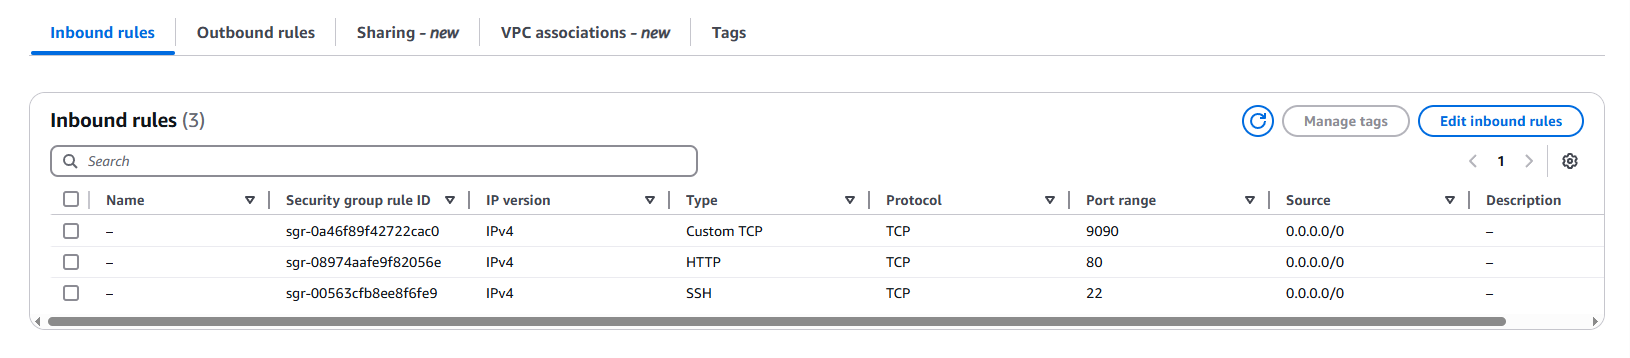 Inbound rules Outbound rules Sharing - new VPC associations - new Tags
Inbound rules (3) Manage tags Edit inbound rules
Search 1
Name Security group rule ID IP version Type Protocol Port range Source Description
– sgr-0a46f89f42722cac0 IPv4 Custom TCP TCP 9090 0.0.0.0/0 –
– sgr-08974aafe9f82056e IPv4 HTTP TCP 80 0.0.0.0/0 –
– sgr-00563cfb8ee8f6fe9 IPv4 SSH TCP 22 0.0.0.0/0 –